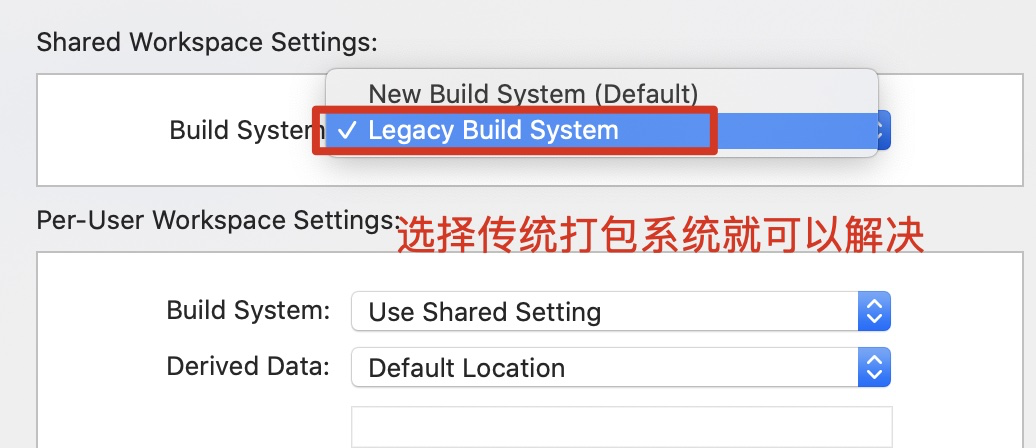 Shared Workspace Settings:
New Build System (Default)
Build System
✓ Legacy Build System
Per-User Workspace Settings:
选择传统打包系统就可以解决
Build System:
Use Shared Setting
Derived Data:
Default Location